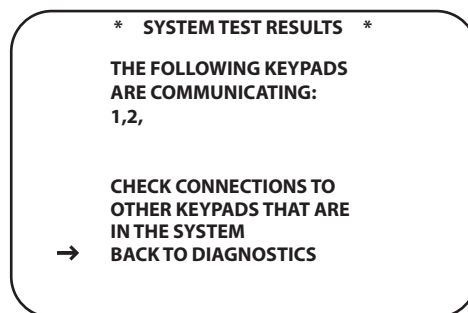 * SYSTEM TEST RESULTS *
THE FOLLOWING KEYPADS
ARE COMMUNICATING:
1,2,
CHECK CONNECTIONS TO
OTHER KEYPADS THAT ARE
IN THE SYSTEM
→ BACK TO DIAGNOSTICS